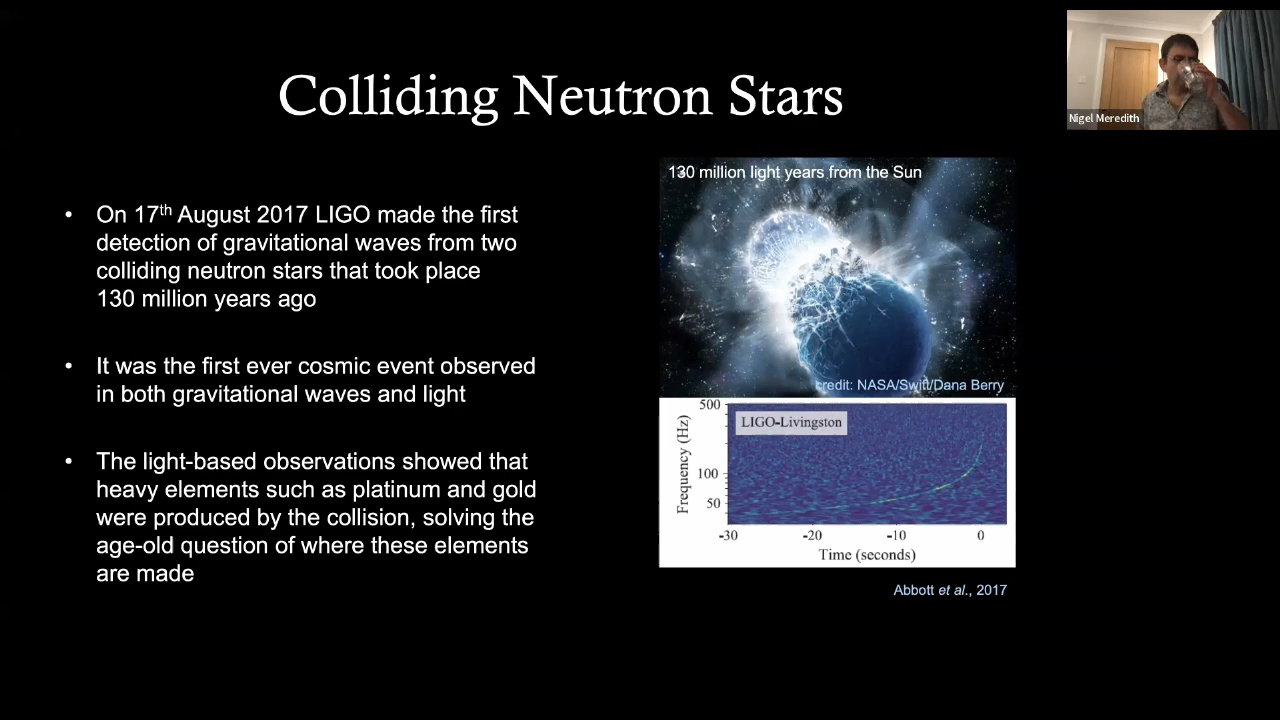 Colliding Neutron Stars
Nigel Meredith
• On 17th August 2017 LIGO made the first
detection of gravitational waves from two
colliding neutron stars that took place
130 million years ago
• It was the first ever cosmic event observed
in both gravitational waves and light
• The light-based observations showed that
heavy elements such as platinum and gold
were produced by the collision, solving the
age-old question of where these elements
are made
130 million light years from the Sun
credit: NASA/Swift/Dana Berry
LIGO-Livingston
Frequency (Hz)
500
100
50
-30 -20 -10 0
Time (seconds)
Abbott et al., 2017